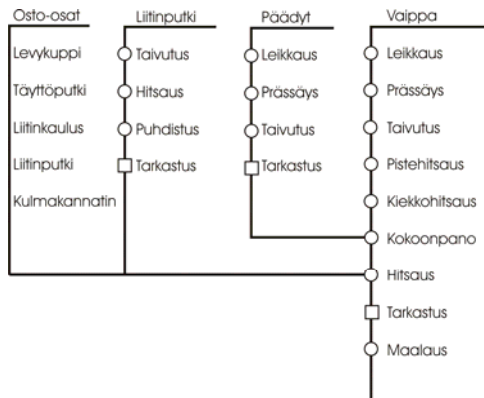 Osto-osat
Levykuppi
Täyttöputki
Liitinkaulus
Liitinputki
Kulmakannatin
Liitinputki
Taivutus
Hitsaus
Puhdistus
Tarkastus
Päädyt
Leikkaus
Prässäys
Taivutus
Tarkastus
Vaippa
Leikkaus
Prässäys
Taivutus
Pistehitsaus
Kiekkohitsaus
Kokoonpano
Hitsaus
Tarkastus
Maalaus